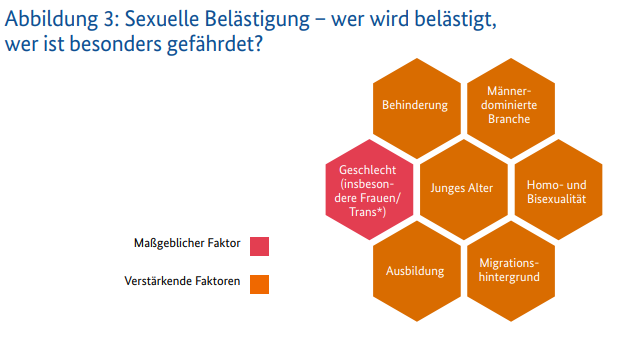 Abbildung 3: Sexuelle Belästigung – wer wird belästigt,
wer ist besonders gefährdet?
Behinderung
Männer-
dominierte
Branche
Geschlecht
(insbeson-
dere Frauen/
Trans*)
Junges Alter
Homo- und
Bisexualität
Ausbildung
Migrations-
hintergrund
Maßgeblicher Faktor
Verstärkende Faktoren